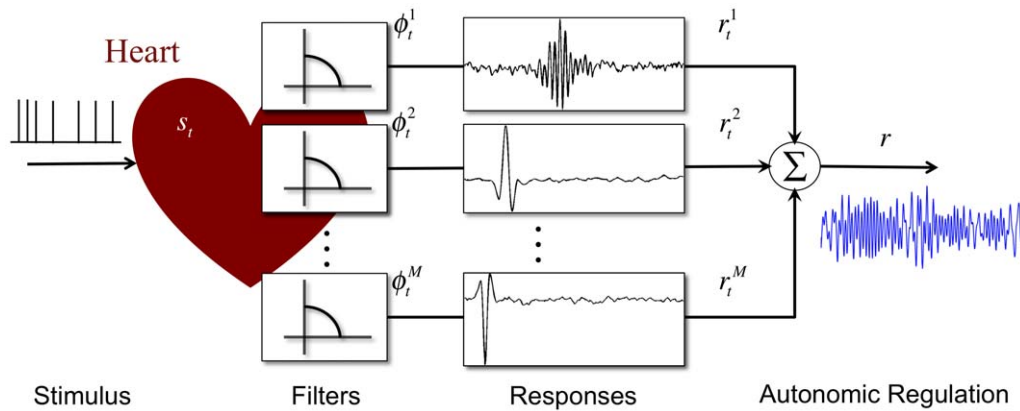 Heart
s_t
ϕ_t^1
r_t^1
ϕ_t^2
r_t^2
Σ
r
ϕ_t^M
r_t^M
Stimulus Filters Responses Autonomic Regulation